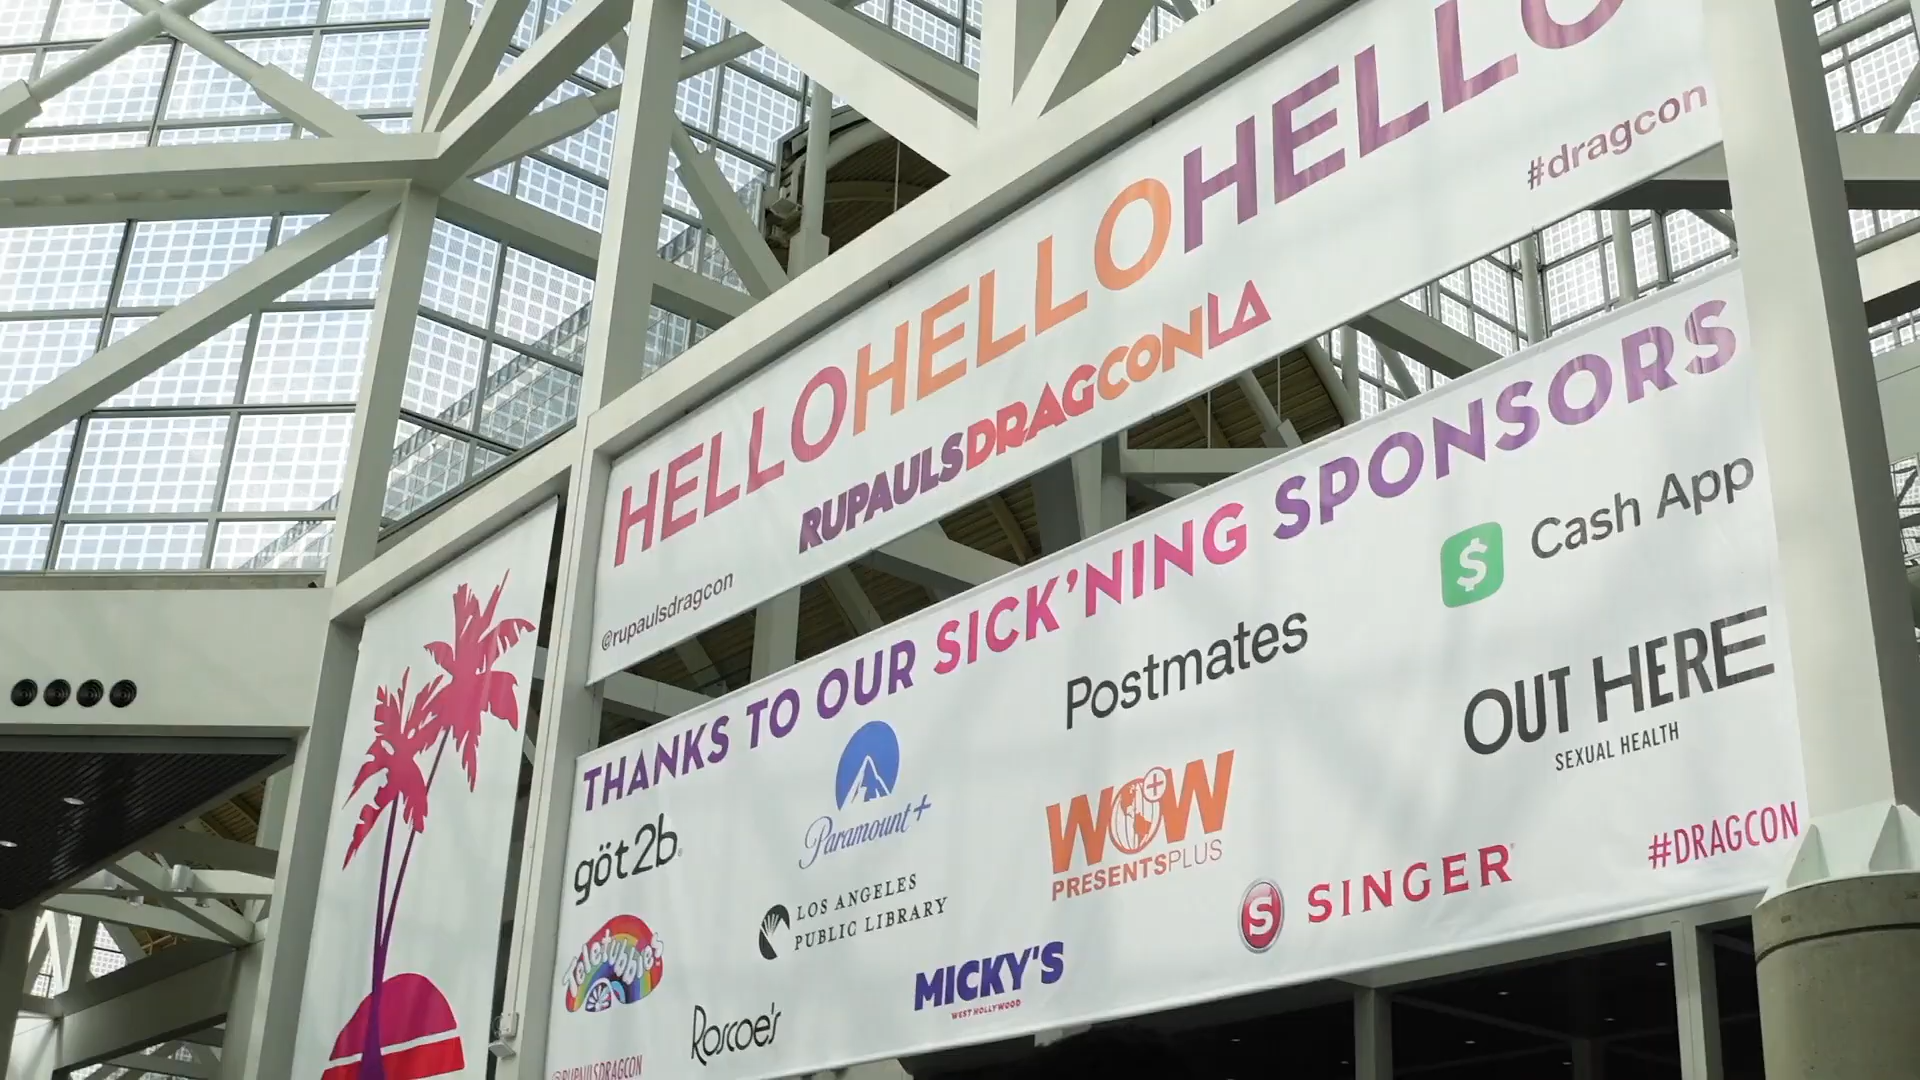 HELLOHELLOHELLO
#dragcon
RUPAULSDRAGCONLA
@rupaulsdragcon
THANKS TO OUR SICK'NING SPONSORS
Cash App
Postmates
OUT HERE
SEXUAL HEALTH
Paramount+
göt2b
WOW
PRESENTSPLUS
LOS ANGELES
PUBLIC LIBRARY
SINGER
#DRAGCON
Teletubbies
MICKY'S
WEST HOLLYWOOD
Roscoe's
@RUPAULSDRAGCON